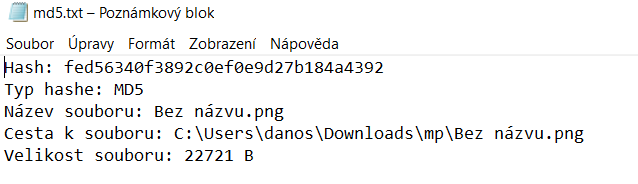 md5.txt – Poznámkový blok
Soubor Úpravy Formát Zobrazení Nápověda
Hash: fed56340f3892c0ef0e9d27b184a4392
Typ hashe: MD5
Název souboru: Bez názvu.png
Cesta k souboru: C:\Users\danos\Downloads\mp\Bez názvu.png
Velikost souboru: 22721 B